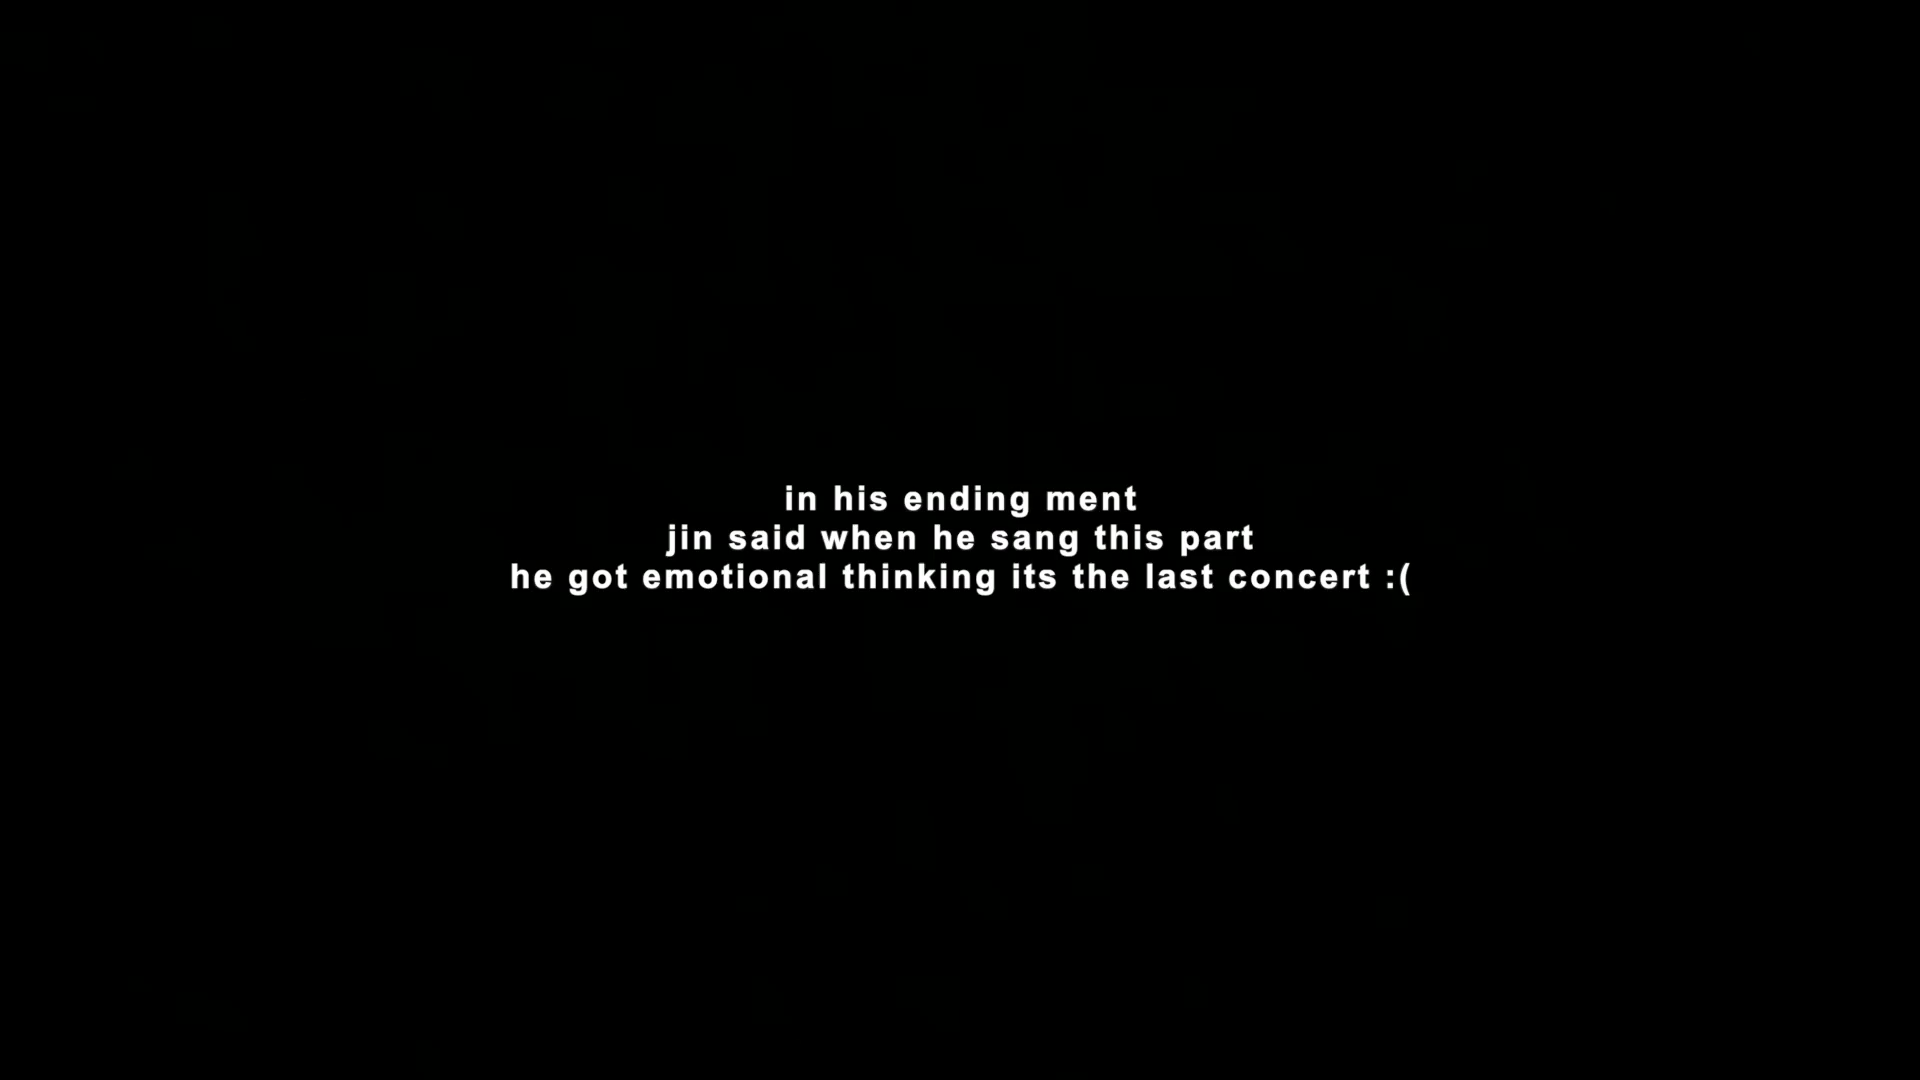 in his ending ment
jin said when he sang this part
he got emotional thinking its the last concert :(